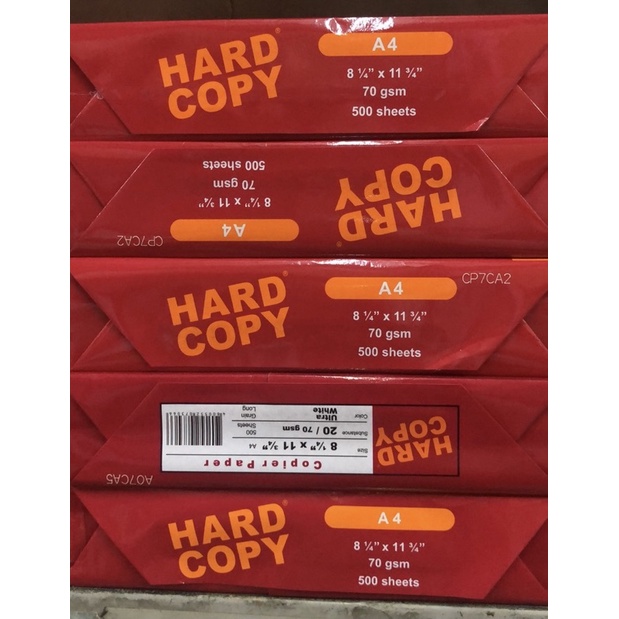 HARD
COPY
A4
8 ¼” x 11 ¾”
70 gsm
500 sheets
HARD
COPY
A4
8 ¼” x 11 ¾”
70 gsm
500 sheets
CP7CA2
HARD
COPY
A4
8 ¼” x 11 ¾”
70 gsm
500 sheets
CP7CA2
HARD
COPY
Copier Paper
Size 8 ¼” x 11 ¾” A4
Substance 20 / 70 gsm 500 Sheets
Color Ultra White Grain Long
A07CA5
HARD
COPY
A4
8 ¼” x 11 ¾”
70 gsm
500 sheets